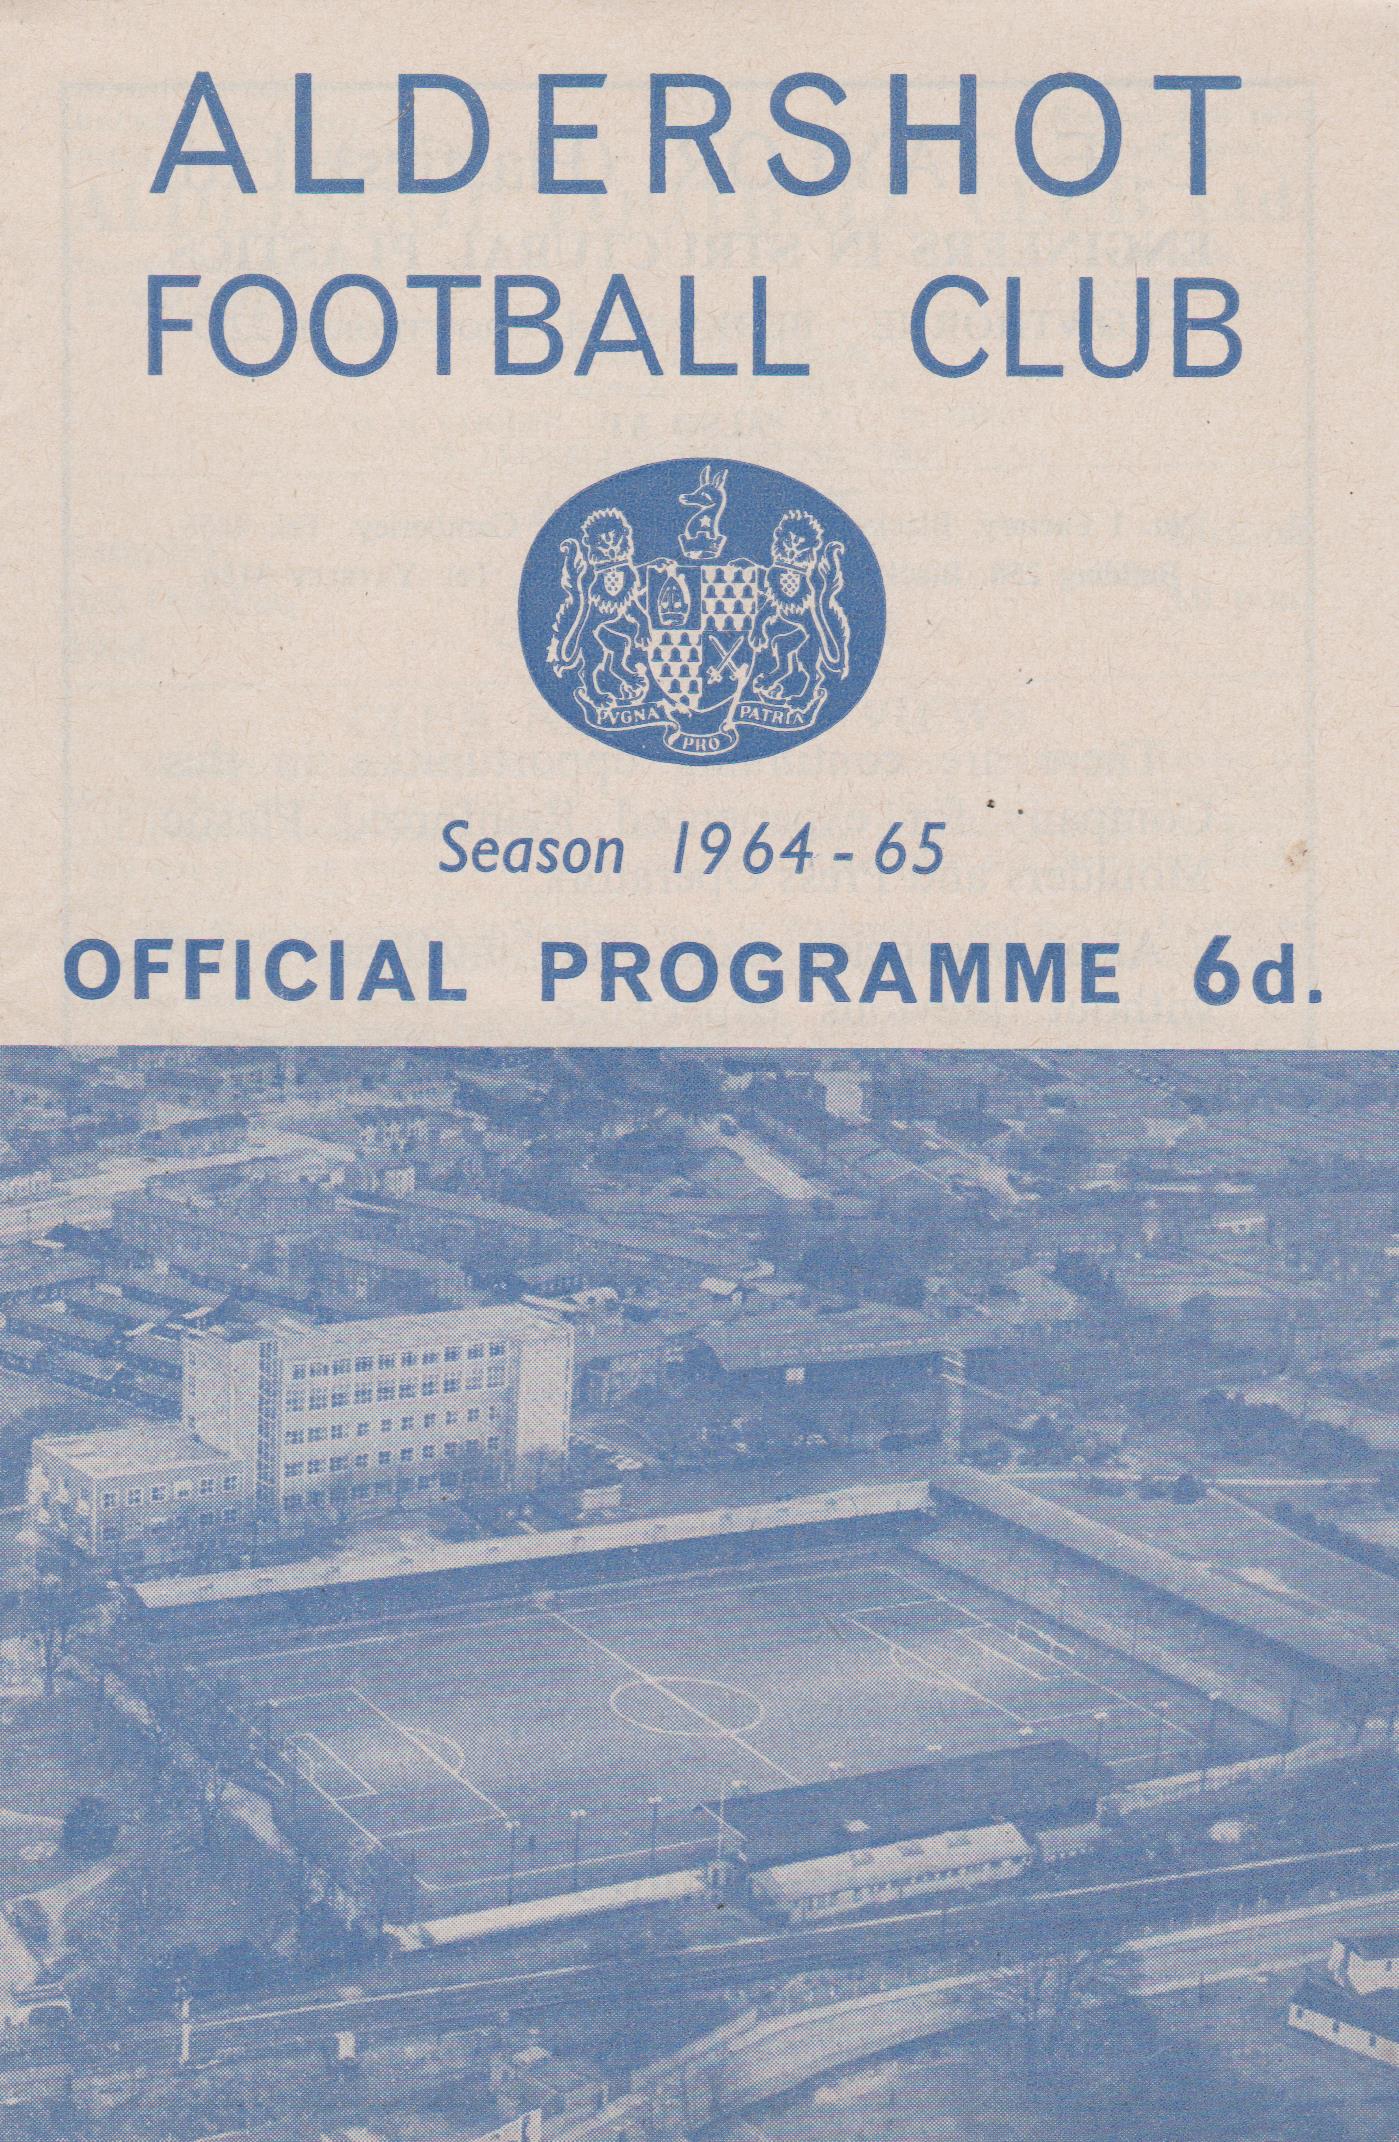 ALDERSHOT
FOOTBALL CLUB
PVGNA PRO PATRIA
Season 1964-65
OFFICIAL PROGRAMME 6d.